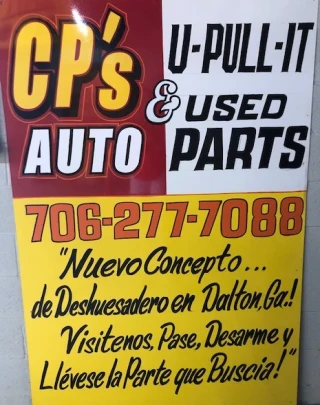 CP's
AUTO
U-PULL-IT
& USED
PARTS
706-277-7088
"Nuevo Concepto...
de Deshuesadero en Dalton, Ga.!
Visitenos, Pase, Desarme y
Llévese la Parte que Buscia!"